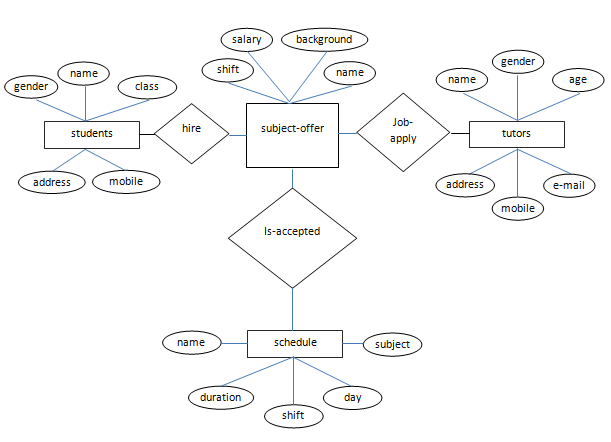 salary
background
shift
name
gender
name
class
students
hire
subject-offer
Job-
apply
name
gender
age
tutors
address
mobile
address
e-mail
mobile
Is-accepted
name
schedule
subject
duration
shift
day